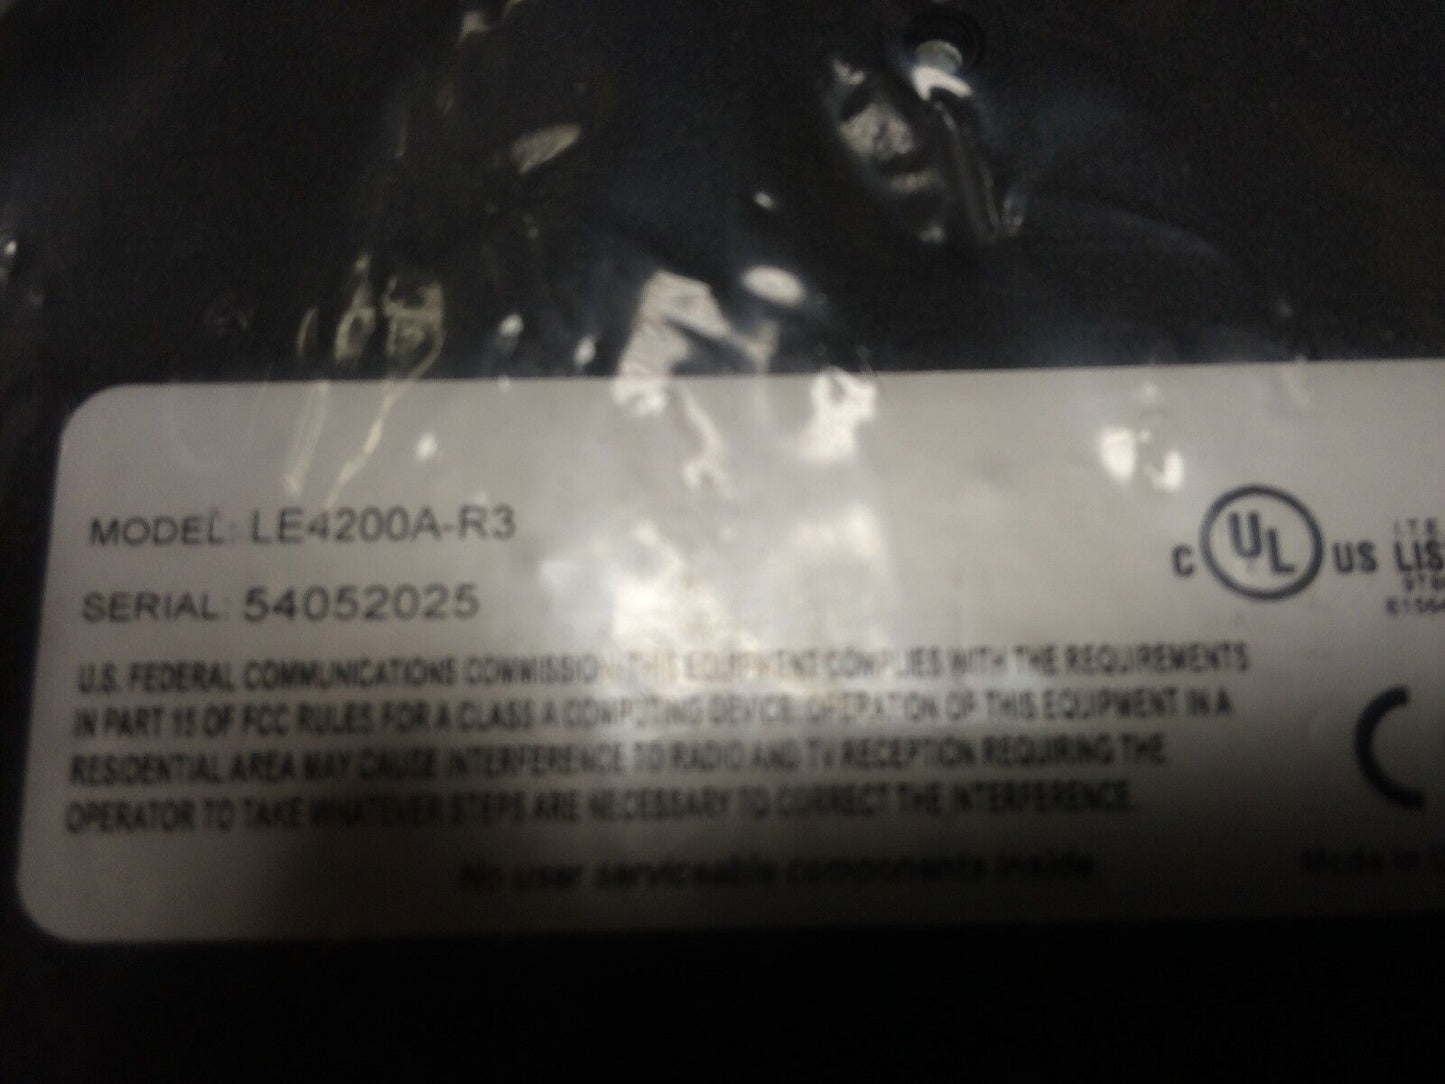 MODEL: LE4200A-R3
SERIAL: 54052025
C UL US LIS
I.T.E.
U.S. FEDERAL COMMUNICATIONS COMMISSION THIS EQUIPMENT COMPLIES WITH THE REQUIREMENTS
IN PART 15 OF FCC RULES FOR A CLASS A COMPUTING DEVICE. OPERATION OF THIS EQUIPMENT IN A
RESIDENTIAL AREA MAY CAUSE INTERFERENCE TO RADIO AND TV RECEPTION REQUIRING THE
OPERATOR TO TAKE WHATEVER STEPS ARE NECESSARY TO CORRECT THE INTERFERENCE.
No user serviceable components inside.
Made In